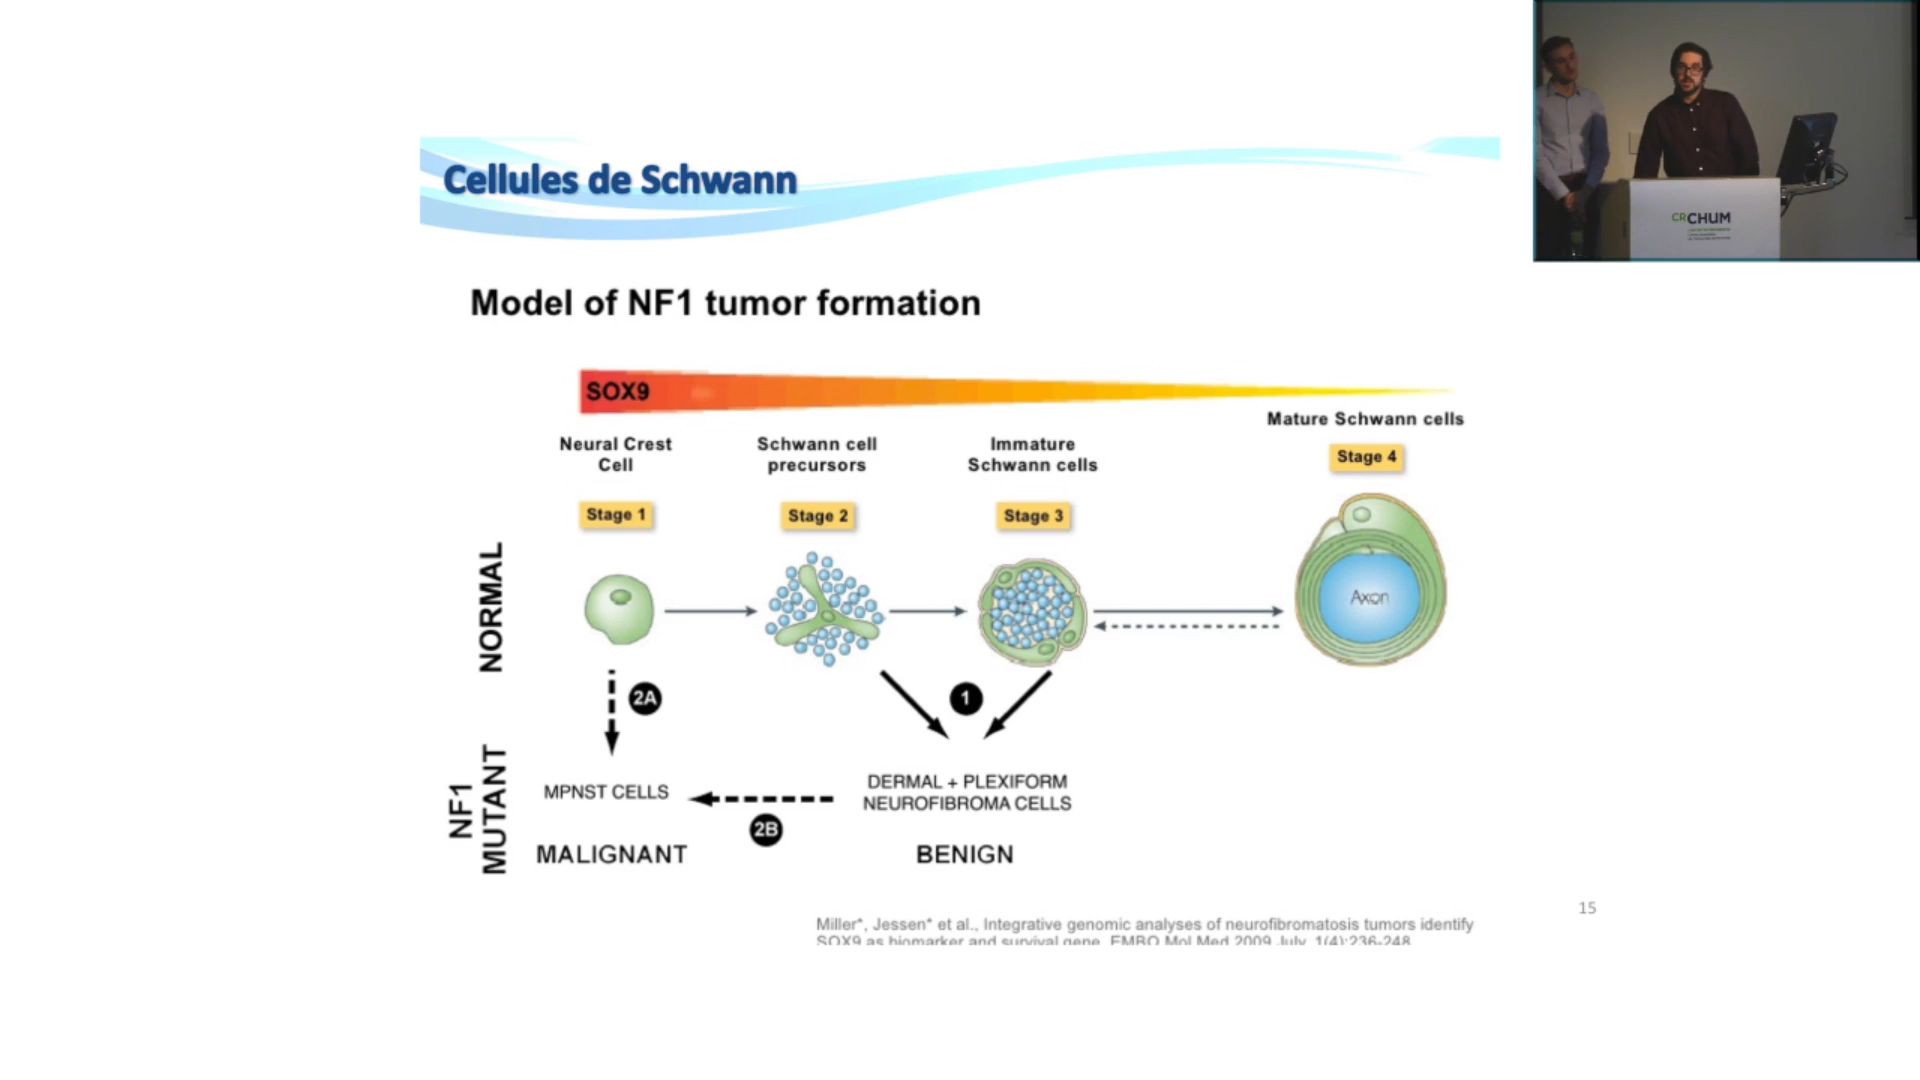 Cellules de Schwann
CRCHUM
Model of NF1 tumor formation
SOX9
Mature Schwann cells
Stage 4
Neural Crest
Cell
Schwann cell
precursors
Immature
Schwann cells
Stage 1
Stage 2
Stage 3
NORMAL
Axon
2A
1
NF1
MUTANT
MPNST CELLS
DERMAL + PLEXIFORM
NEUROFIBROMA CELLS
2B
MALIGNANT
BENIGN
15
Miller*, Jessen* et al., Integrative genomic analyses of neurofibromatosis tumors identify
SOX9 as biomarker and survival gene. EMBO Mol Med 2009 July, 1(4):236-248